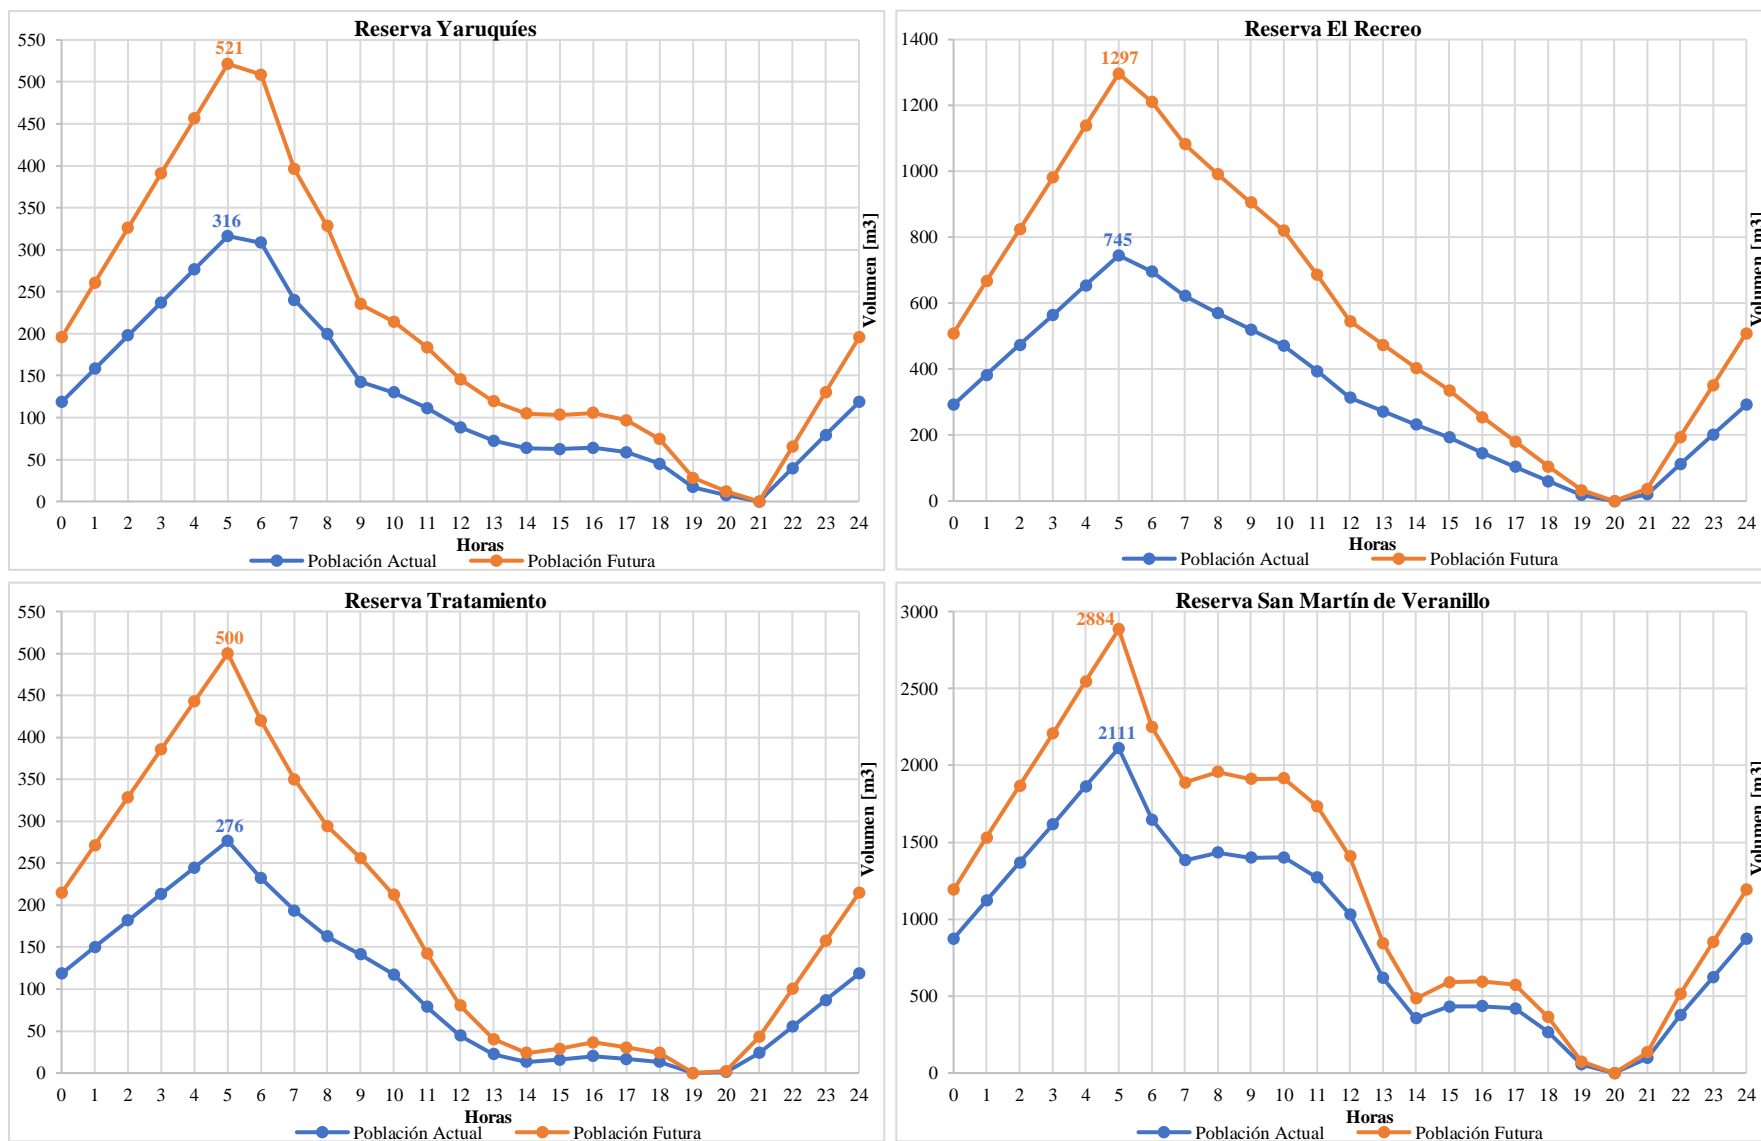 Reserva Yaruquíes
550
500
450
400
350
300
250
200
150
100
50
0
521
316
0 1 2 3 4 5 6 7 8 9 10 11 12 13 14 15 16 17 18 19 20 21 22 23 24
Horas
Población Actual Población Futura
Volumen [m3]
Reserva El Recreo
1400
1200
1000
800
600
400
200
0
1297
745
0 1 2 3 4 5 6 7 8 9 10 11 12 13 14 15 16 17 18 19 20 21 22 23 24
Horas
Población Actual Población Futura
Volumen [m3]
Reserva Tratamiento
550
500
450
400
350
300
250
200
150
100
50
0
500
276
0 1 2 3 4 5 6 7 8 9 10 11 12 13 14 15 16 17 18 19 20 21 22 23 24
Horas
Población Actual Población Futura
Volumen [m3]
Reserva San Martín de Veranillo
3000
2500
2000
1500
1000
500
0
2884
2111
0 1 2 3 4 5 6 7 8 9 10 11 12 13 14 15 16 17 18 19 20 21 22 23 24
Horas
Población Actual Población Futura
Volumen [m3]